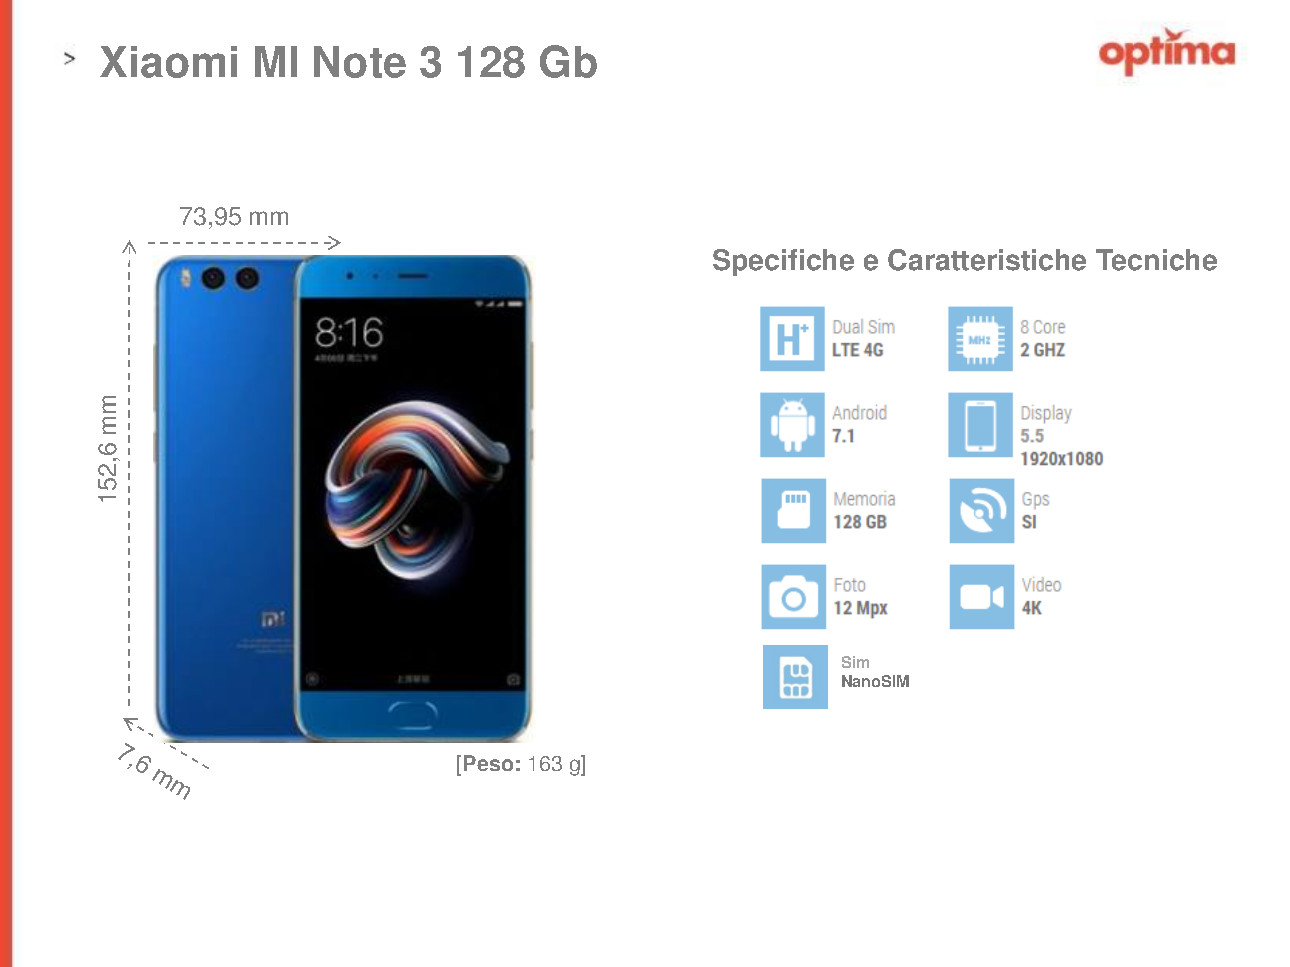 > Xiaomi MI Note 3 128 Gb
optima
73,95 mm
152,6 mm
7,6 mm
8:16
mi
[Peso: 163 g]
Specifiche e Caratteristiche Tecniche
H+
Dual Sim
LTE 4G
MHz
8 Core
2 GHZ
Android
7.1
Display
5.5
1920x1080
Memoria
128 GB
Gps
SI
Foto
12 Mpx
Video
4K
Sim
NanoSIM